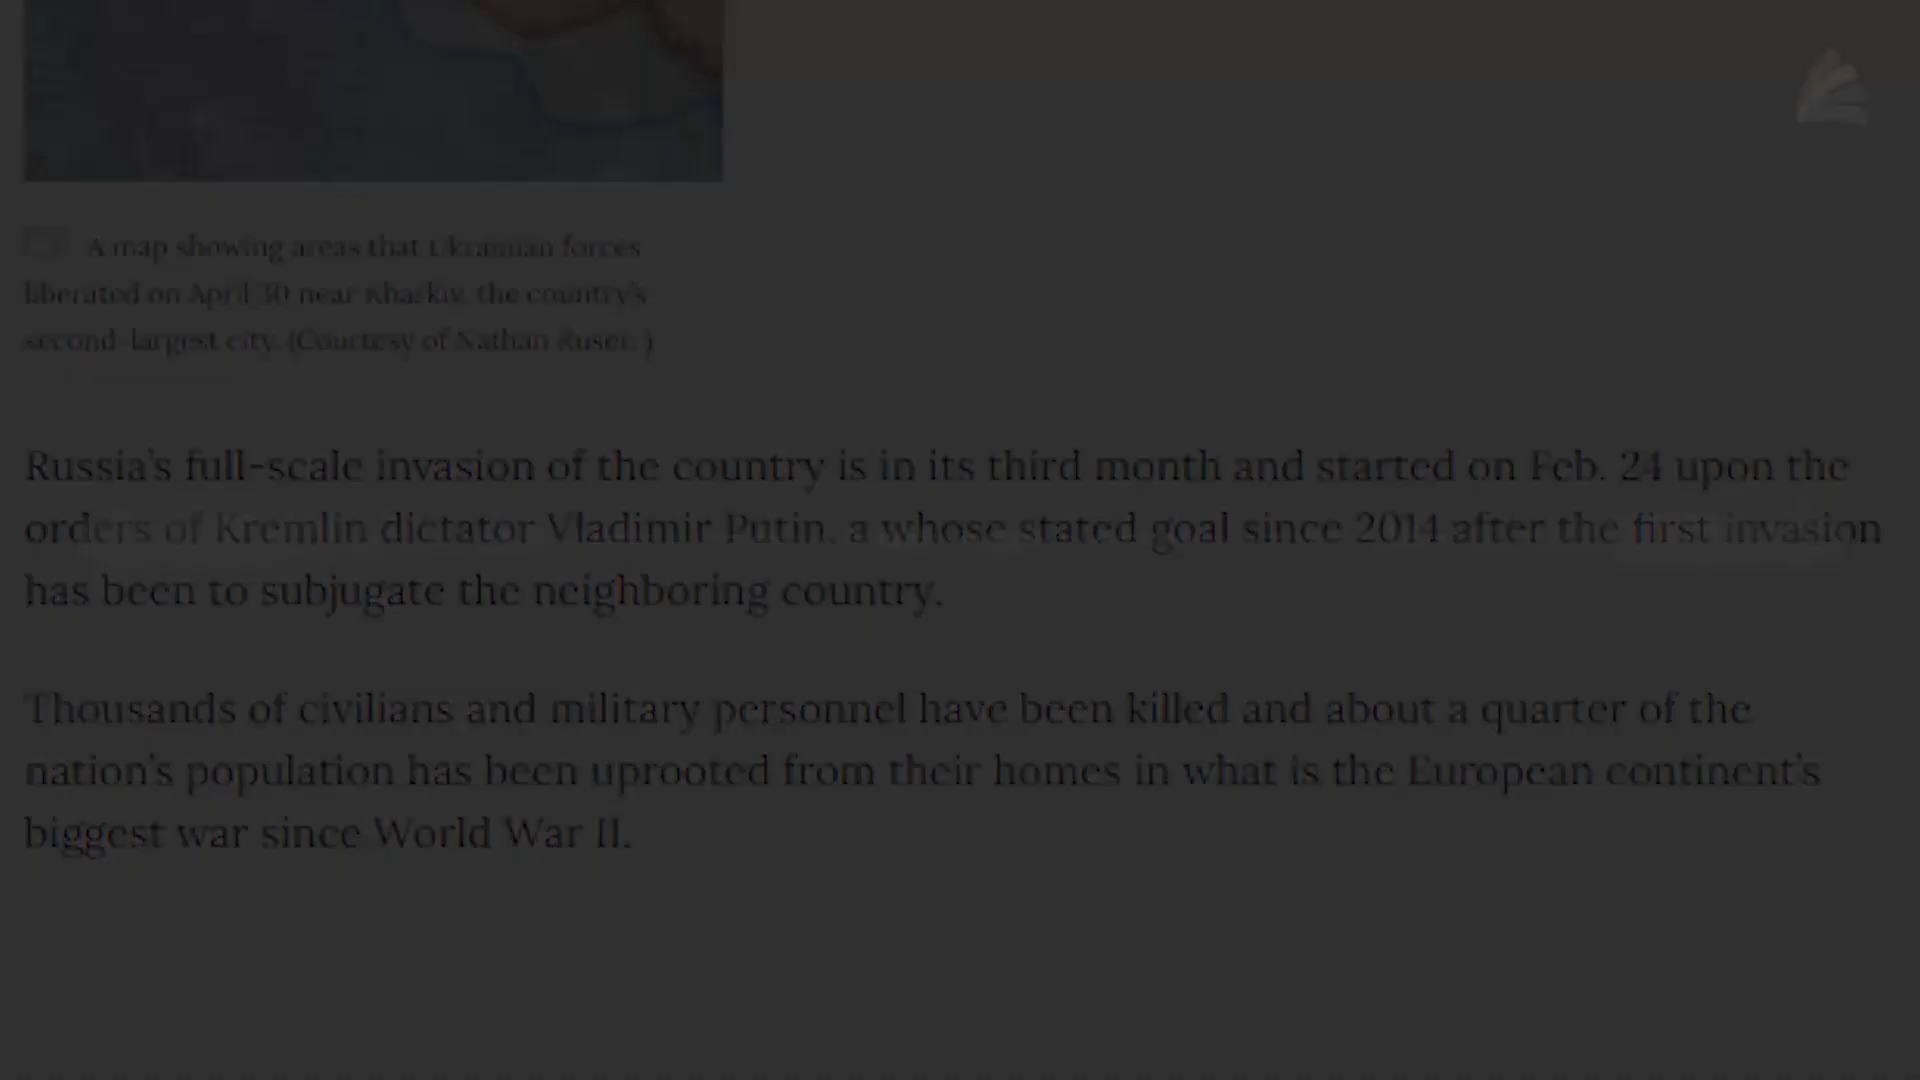 A map showing areas that Ukrainian forces
liberated on April 30 near Kharkiv, the country's
second-largest city. (Courtesy of Nathan Ruser. )
Russia's full-scale invasion of the country is in its third month and started on Feb. 24 upon the
orders of Kremlin dictator Vladimir Putin, a whose stated goal since 2014 after the first invasion
has been to subjugate the neighboring country.
Thousands of civilians and military personnel have been killed and about a quarter of the
nation's population has been uprooted from their homes in what is the European continent's
biggest war since World War II.